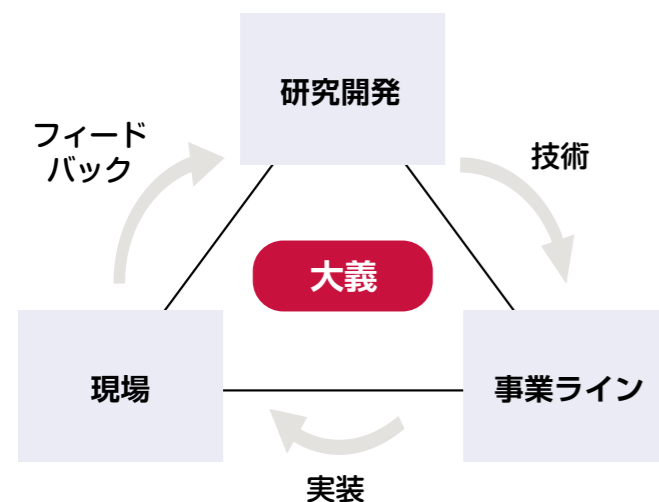 研究開発
フィード
バック
技術
大義
現場
事業ライン
実装